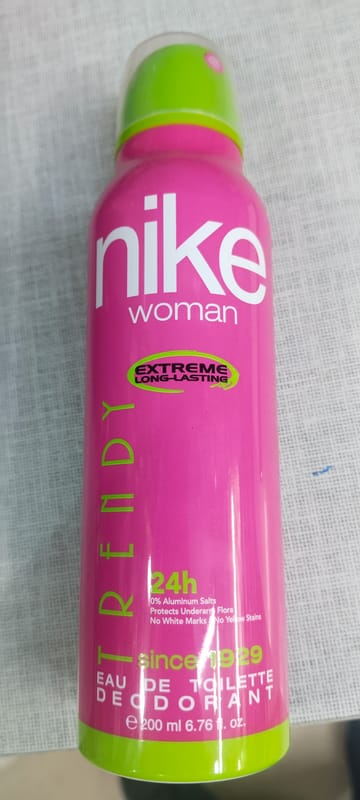 nike
woman
EXTREME
LONG-LASTING
TRENDY
24h
0% Aluminum Salts
Protects Underarm Flora
No White Marks / No Yellow Stains
since 1929
EAU DE TOILETTE
DEODORANT
e 200 ml 6.76 fl. oz.